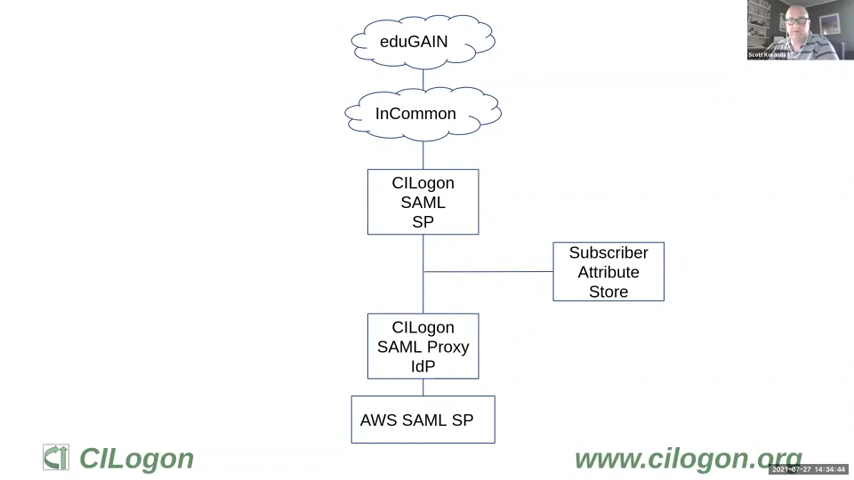 eduGAIN
InCommon
CILogon
SAML
SP
Subscriber
Attribute
Store
CILogon
SAML Proxy
IdP
AWS SAML SP
CILogon
www.cilogon.org
2021-07-27 14:34:44